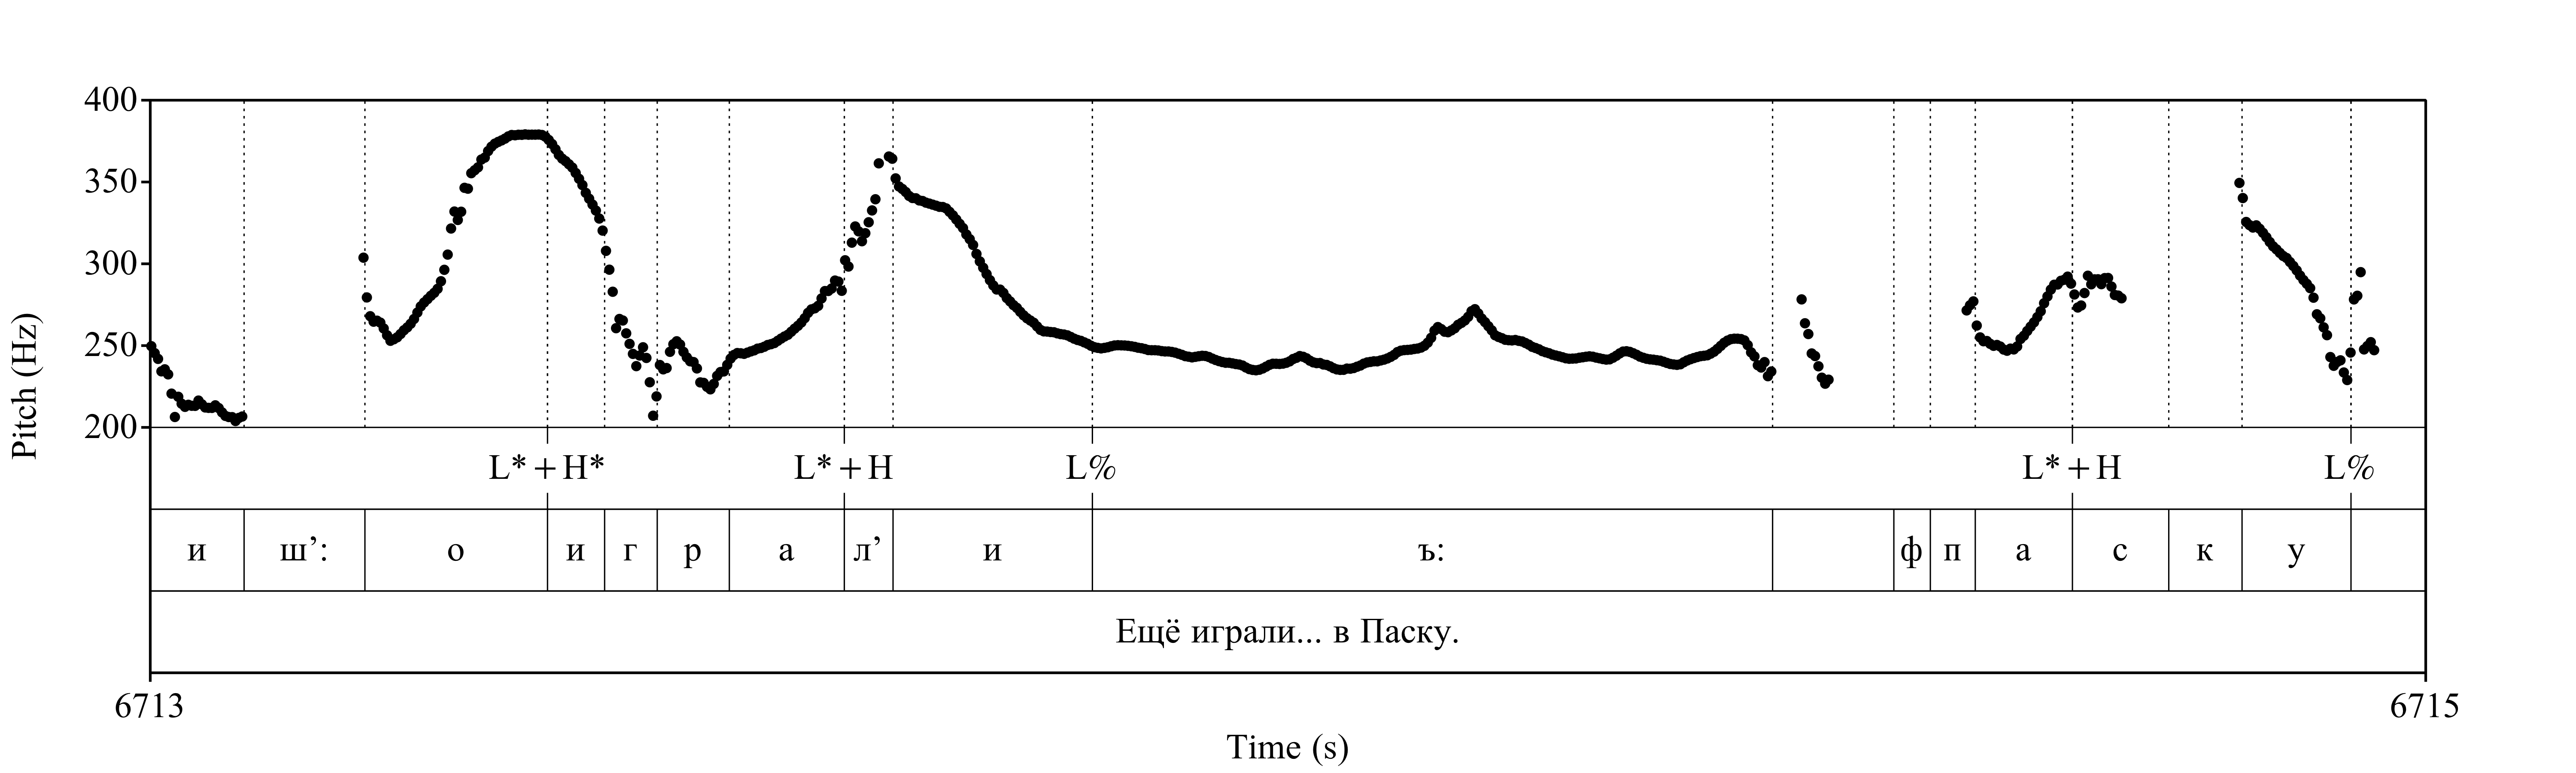 400
350
300
250
200
Pitch (Hz)
L*+H* L*+H L% L*+H L%
и ш’: о и г р а л’ и ъ: ф п а с к у
Ещё играли... в Паску.
6713 6715
Time (s)